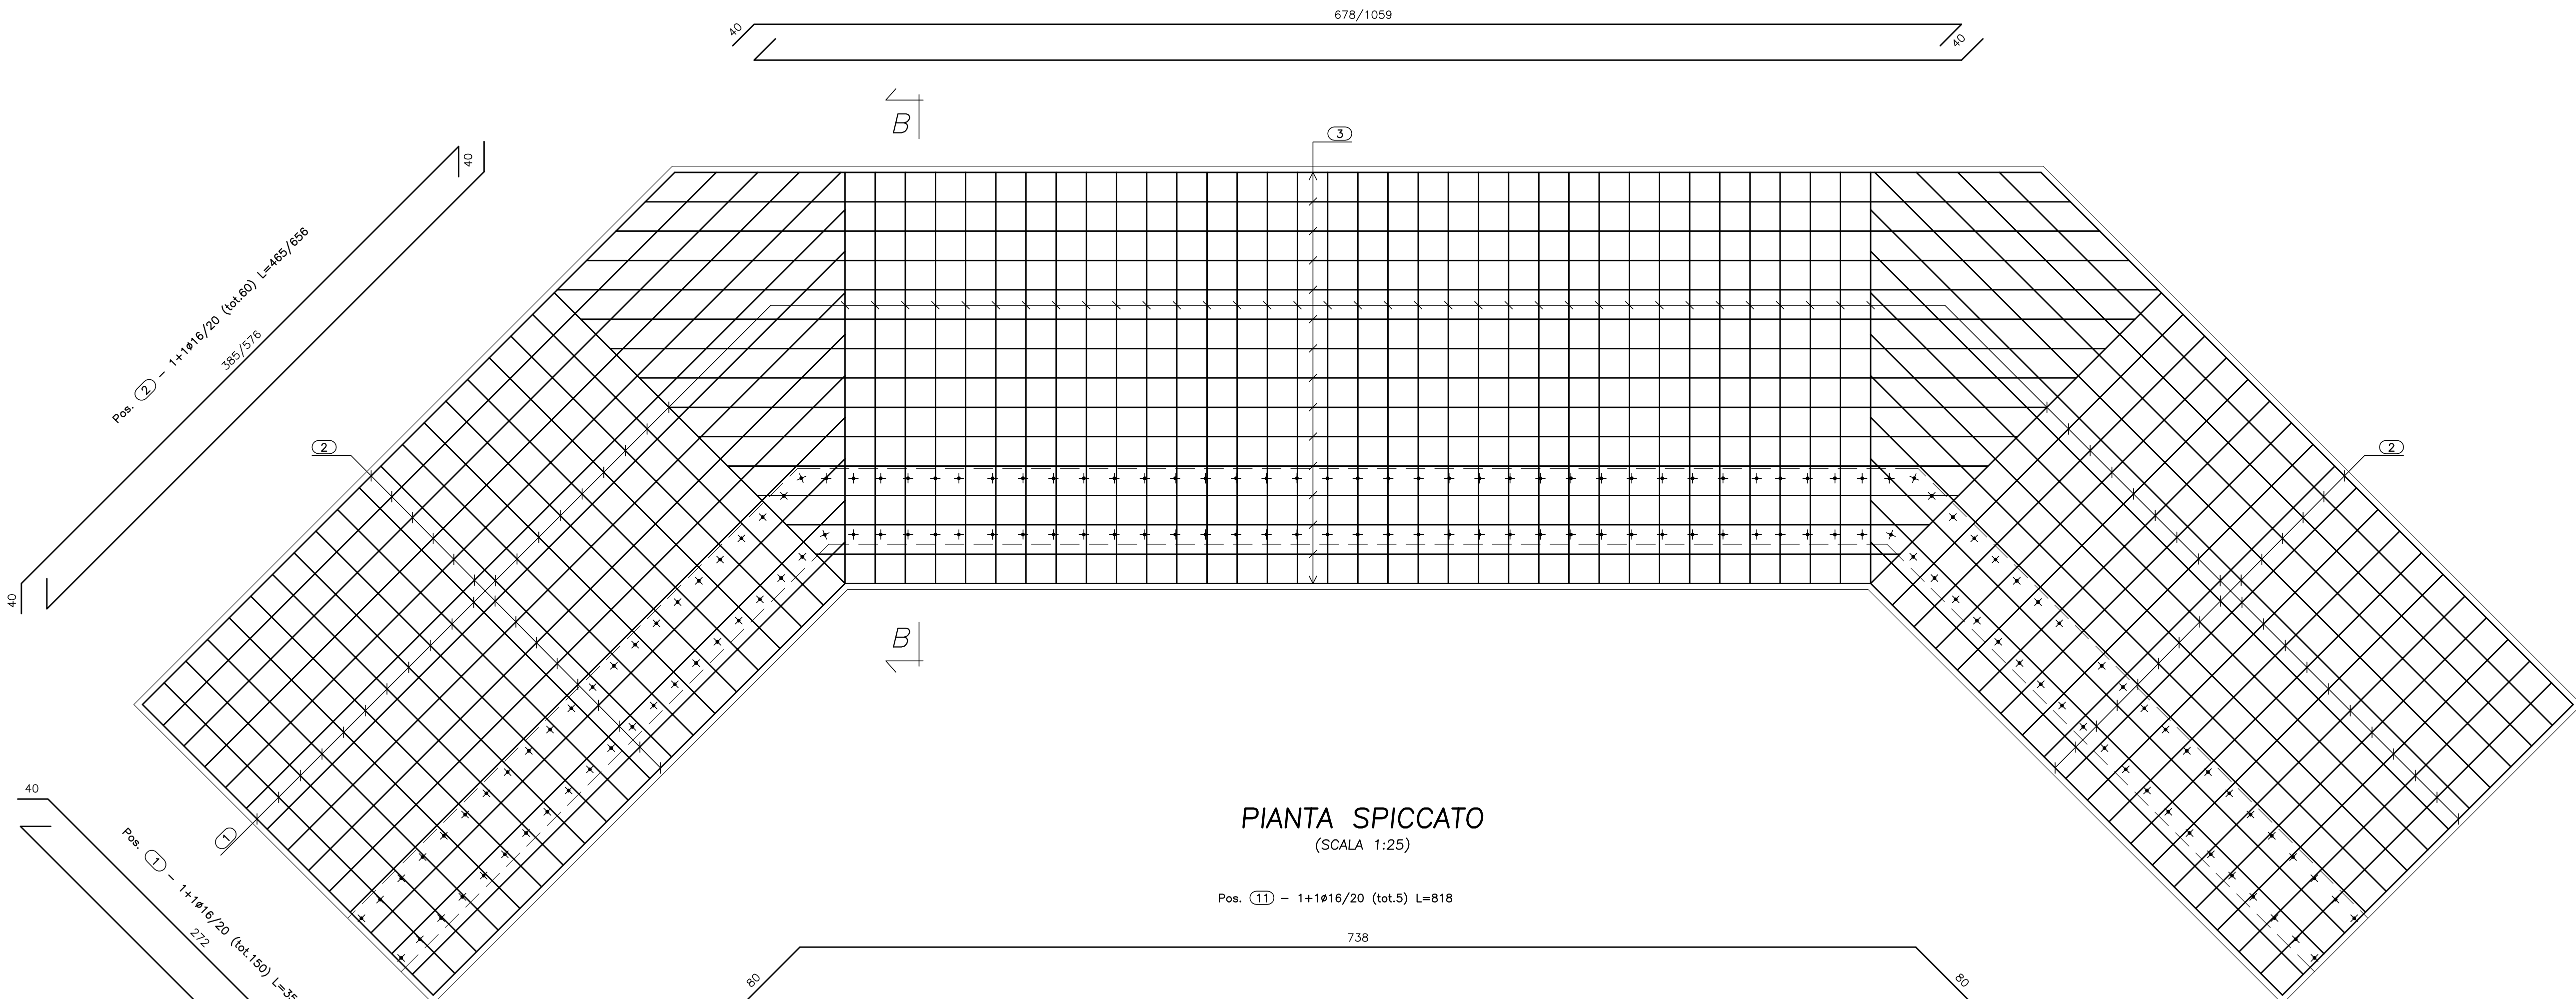 678/1059
40
40
B
3
40
Pos. 2 - 1+1ø16/20 (tot.60) L=465/656
385/576
40
2
2
1
B
PIANTA SPICCATO
(SCALA 1:25)
40
Pos. 1 - 1+1ø16/20 (tot.150)
272
Pos. 11 - 1+1ø16/20 (tot.5) L=818
738
80
80